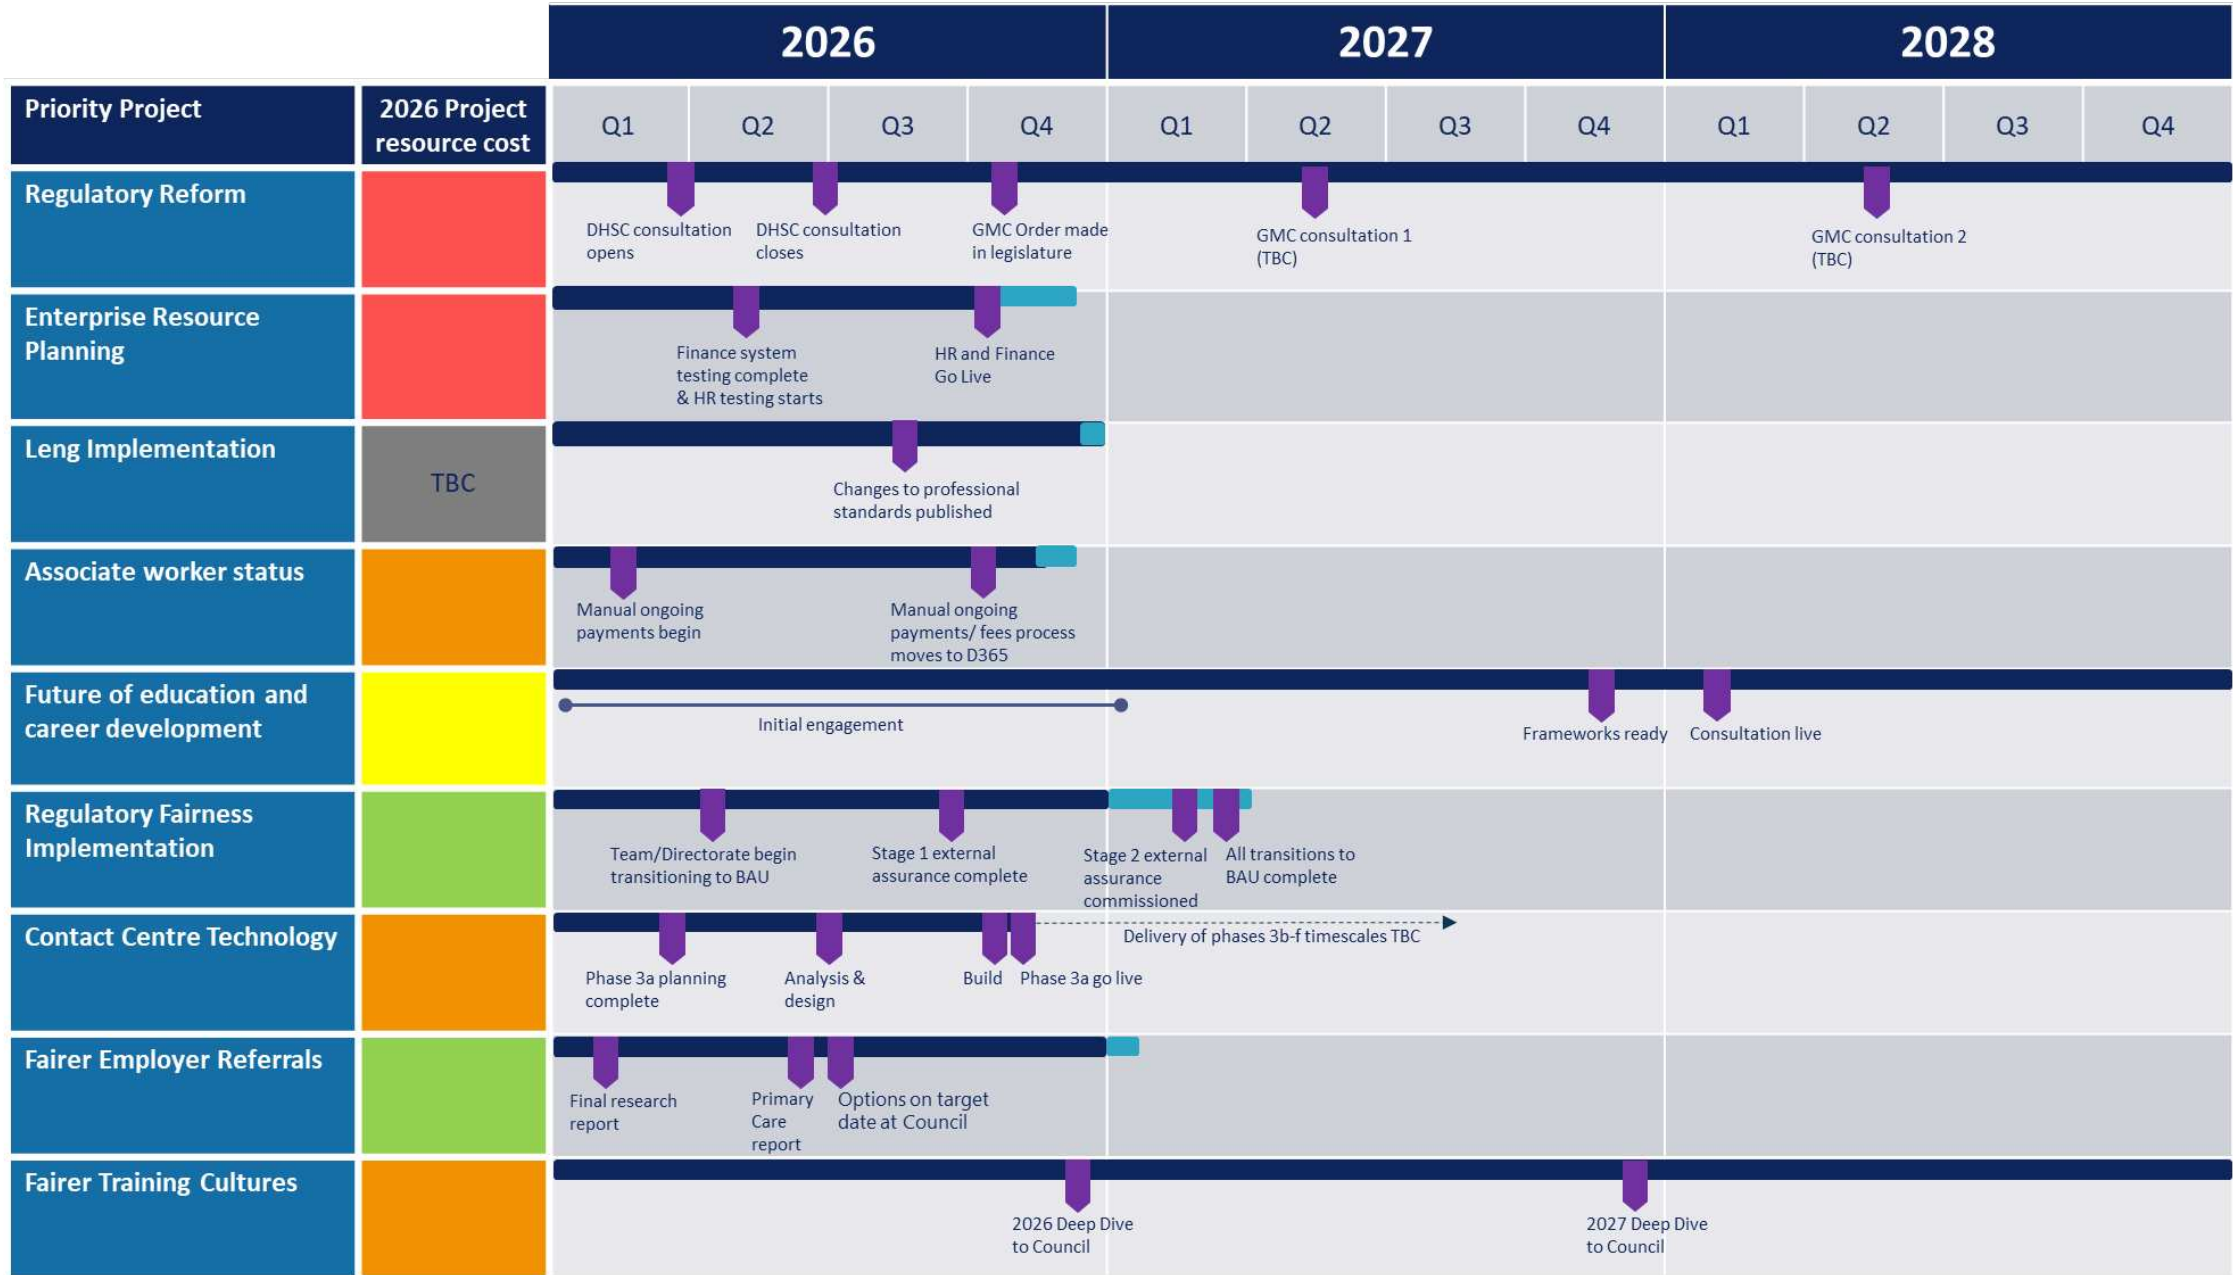 2026
2027
2028
Priority Project
2026 Project
resource cost
Q1
Q2
Q3
Q4
Q1
Q2
Q3
Q4
Q1
Q2
Q3
Q4
Regulatory Reform
DHSC consultation
opens
DHSC consultation
closes
GMC Order made
in legislature
GMC consultation 1
(TBC)
GMC consultation 2
(TBC)
Enterprise Resource
Planning
Finance system
testing complete
& HR testing starts
HR and Finance
Go Live
Leng Implementation
TBC
Changes to professional
standards published
Associate worker status
Manual ongoing
payments begin
Manual ongoing
payments/ fees process
moves to D365
Future of education and
career development
Initial engagement
Frameworks ready
Consultation live
Regulatory Fairness
Implementation
Team/Directorate begin
transitioning to BAU
Stage 1 external
assurance complete
Stage 2 external
assurance
commissioned
All transitions to
BAU complete
Contact Centre Technology
Phase 3a planning
complete
Analysis &
design
Build
Phase 3a go live
Delivery of phases 3b-f timescales TBC
Fairer Employer Referrals
Final research
report
Primary
Care
report
Options on target
date at Council
Fairer Training Cultures
2026 Deep Dive
to Council
2027 Deep Dive
to Council